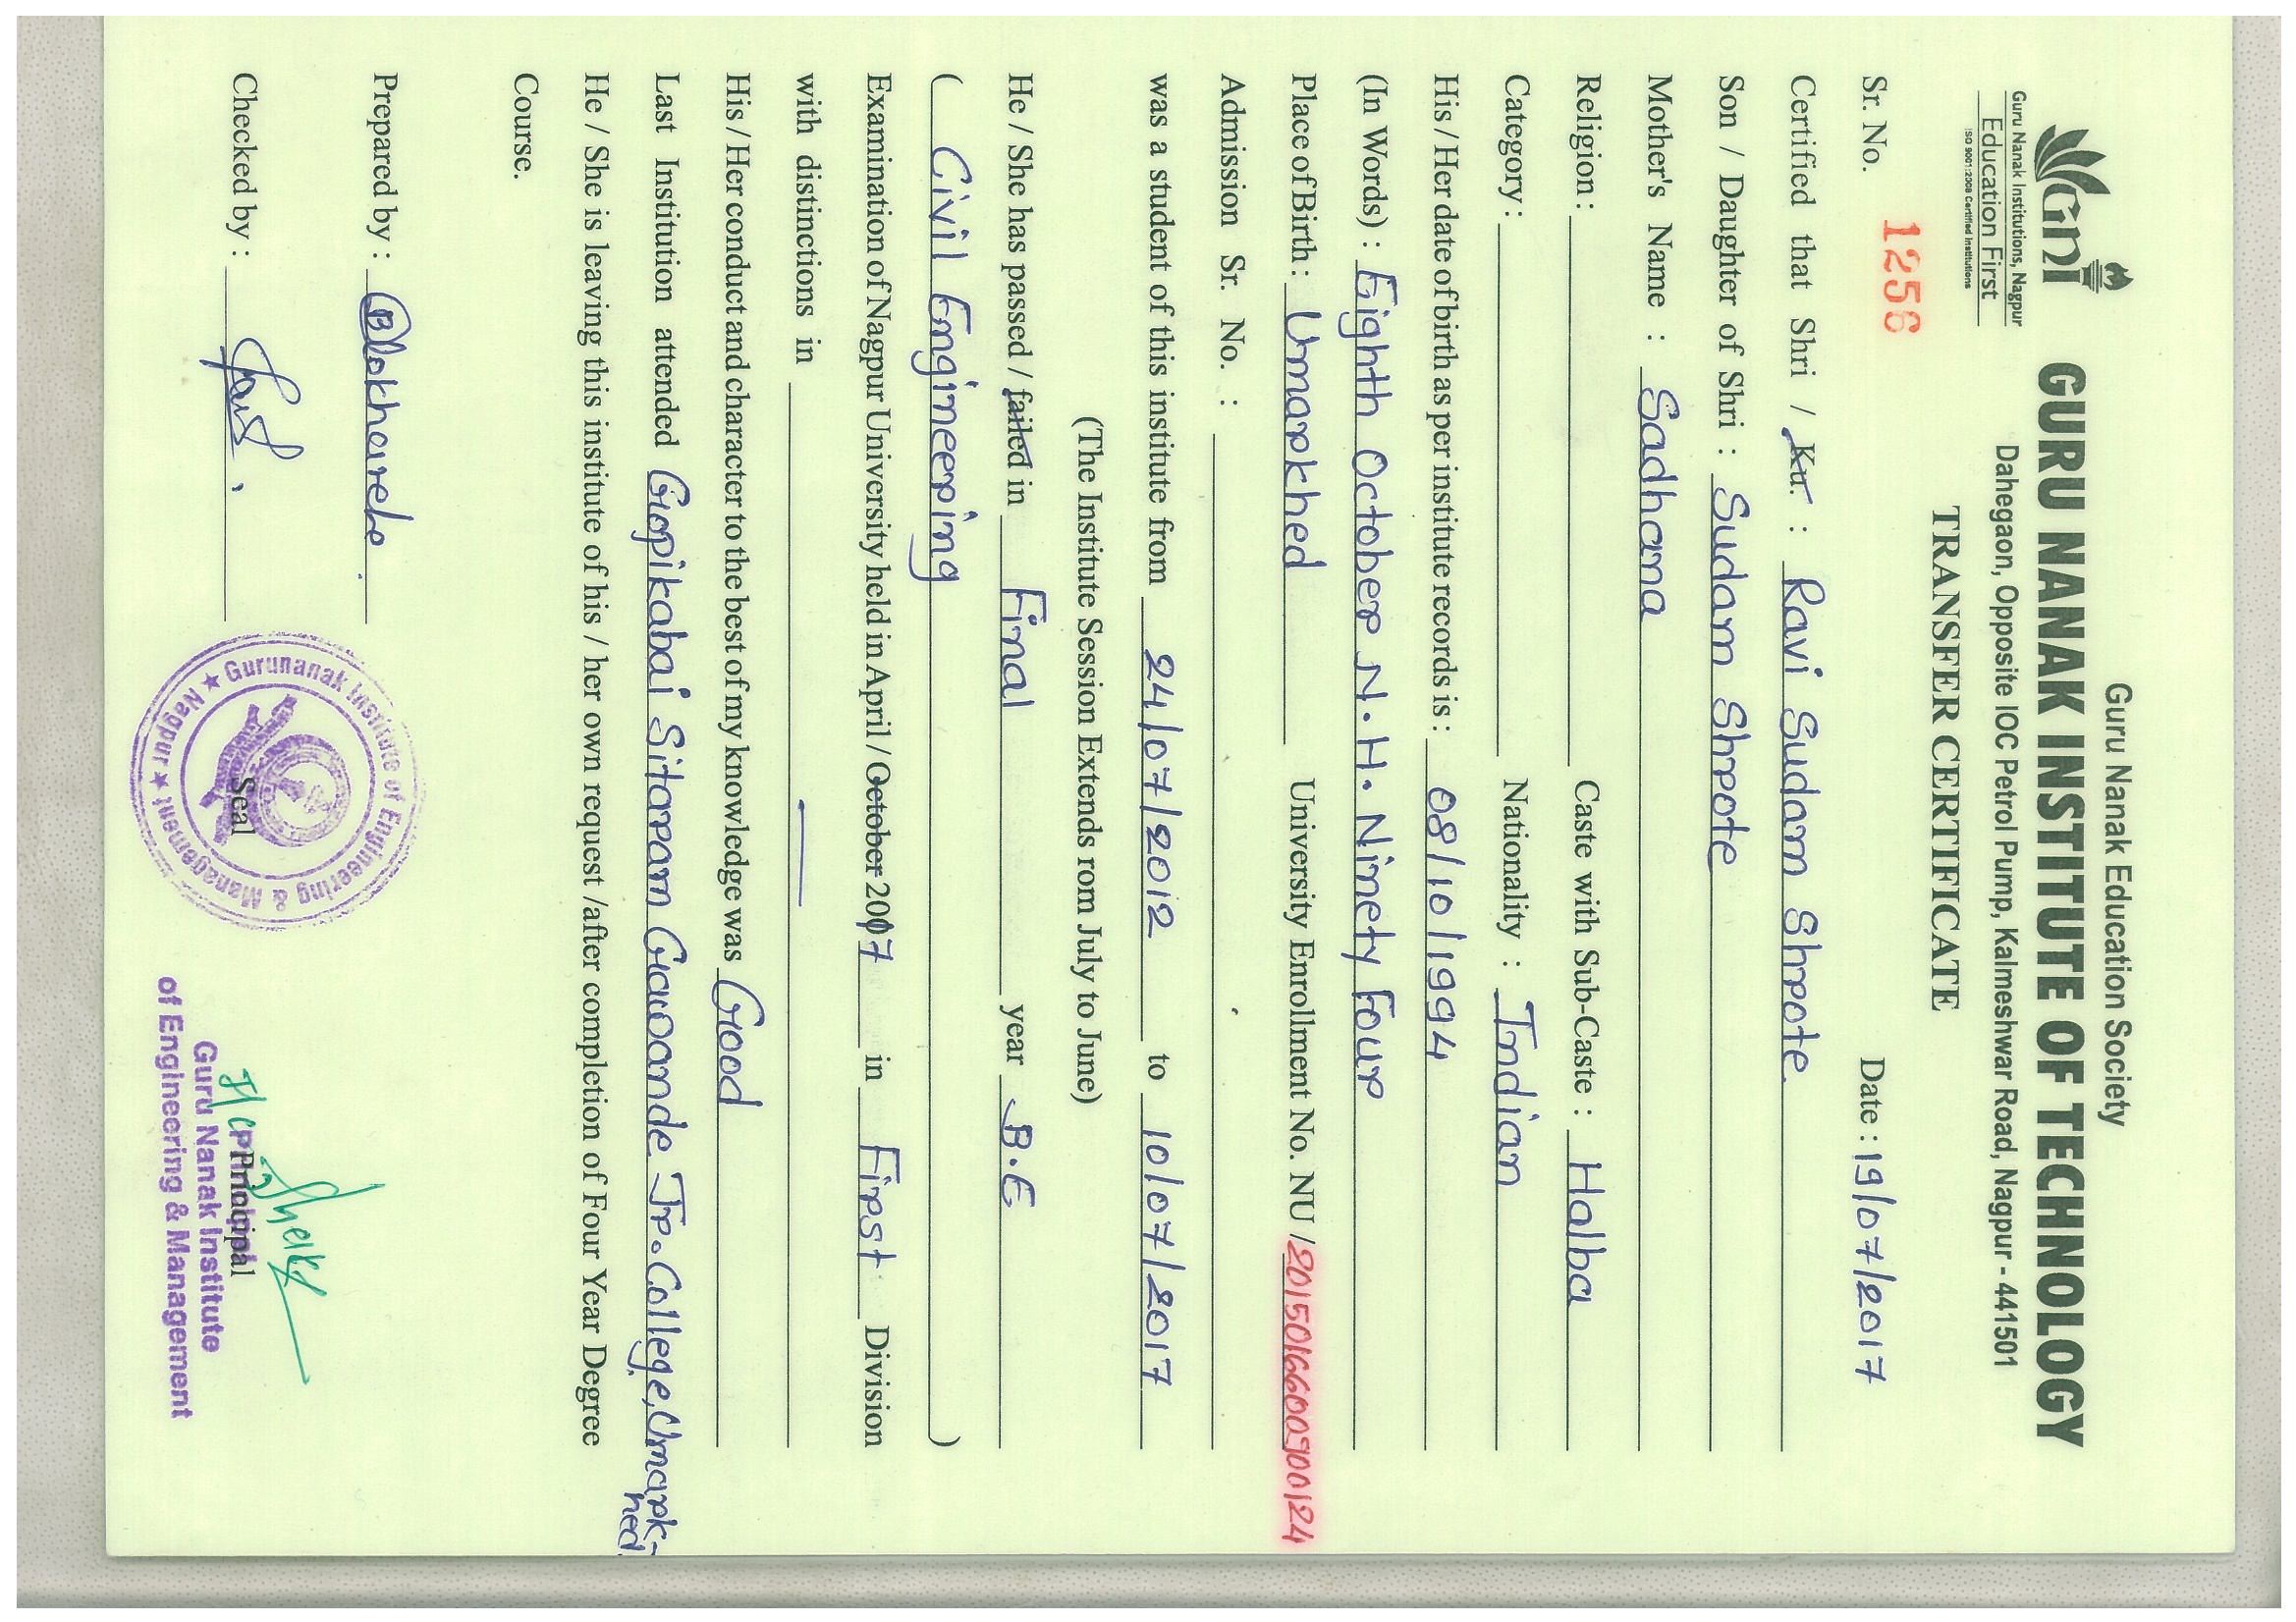 GNI
Guru Nanak Institutions, Nagpur
Education First
ISO 9001:2008 Certified Institutions
Guru Nanak Education Society
GURU NANAK INSTITUTE OF TECHNOLOGY
Dahegaon, Opposite IOC Petrol Pump, Kalmeshwar Road, Nagpur - 441501
TRANSFER CERTIFICATE
Sr. No. 1256 Date : 19/07/2017
Certified that Shri / Ku. : Ravi Sudam Shrote
Son / Daughter of Shri : Sudam Shrote
Mother's Name : Sadhana
Religion : Caste with Sub-Caste : Halba
Category : Nationality : Indian
His / Her date of birth as per institute records is : 08/10/1994
(In Words) : Eighth October N.H. Ninety Four
Place of Birth : Umarkhed University Enrollment No. NU /2015016600900124
Admission Sr. No. :
was a student of this institute from 24/07/2012 to 10/07/2017
(The Institute Session Extends rom July to June)
He / She has passed / failed in Final year B.E
( Civil Engineering )
Examination of Nagpur University held in April / October 2017 in First Division
with distinctions in —
His / Her conduct and character to the best of my knowledge was Good
Last Institution attended Gopikabai Sitaram Gawande Jr. College, Umark-
hed.
He / She is leaving this institute of his / her own request /after completion of Four Year Degree
Course.
Prepared by :
Checked by :
Gurunanak Institute of Engineering & Management ★ Nagpur ★
Seal
I/C Principal
Principal
Guru Nanak Institute
of Engineering & Management